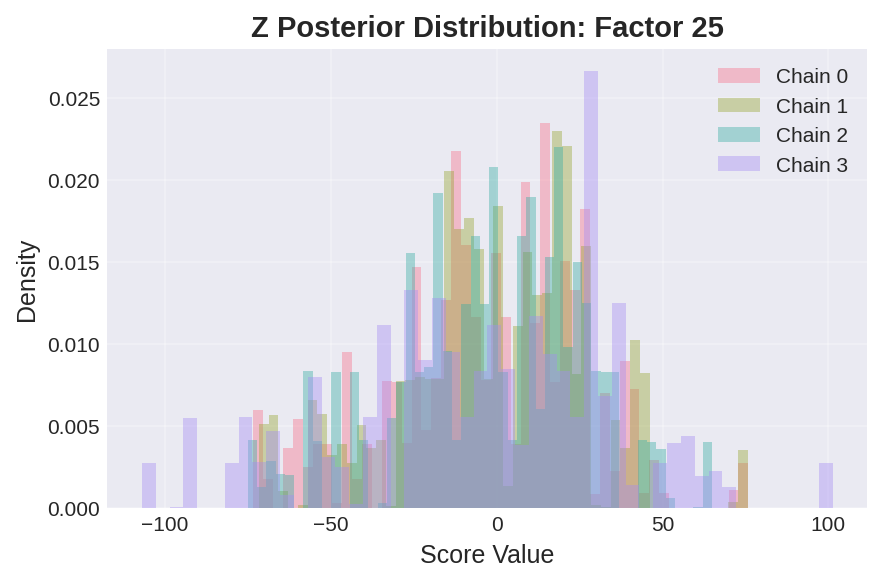 Z Posterior Distribution: Factor 25
Chain 0
Chain 1
Chain 2
Chain 3
Density
0.025
0.020
0.015
0.010
0.005
0.000
−100
−50
0
50
100
Score Value